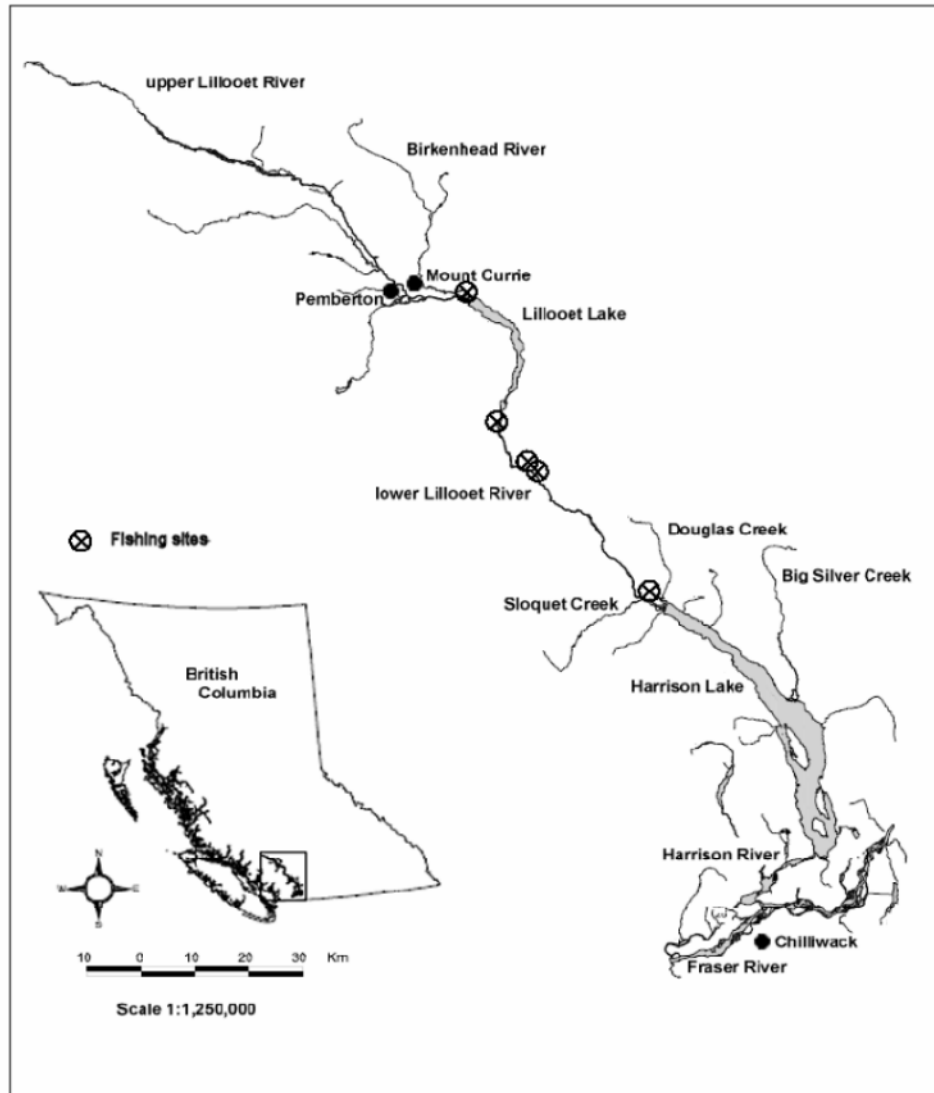 upper Lillooet River
Birkenhead River
Mount Currie
Pemberton
Lillooet Lake
lower Lillooet River
Fishing sites
Douglas Creek
Big Silver Creek
Sloquet Creek
British
Columbia
Harrison Lake
Harrison River
N
W
E
S
Chilliwack
Fraser River
10 0 10 20 30 Km
Scale 1:1,250,000